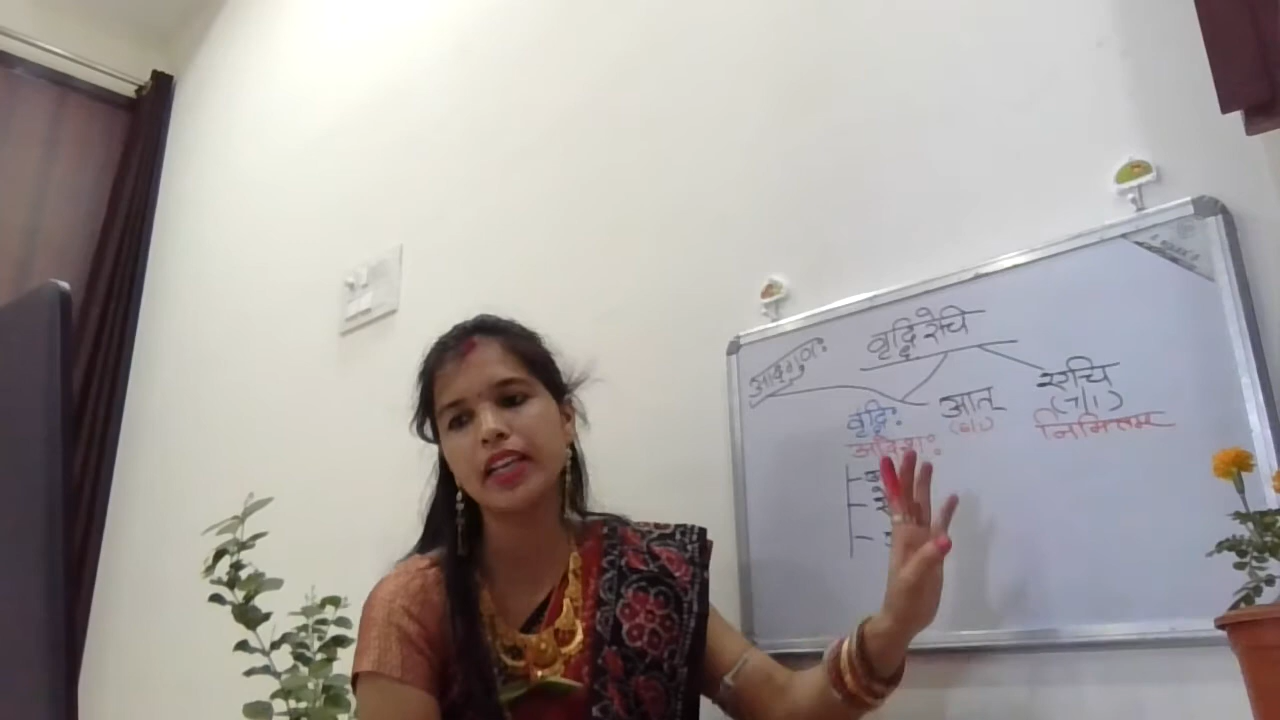 वृद्धिरेचि
आद्गुणः
वृद्धिः आत् एचि
(6।1) (7।1)
आदेशः निमित्तम्